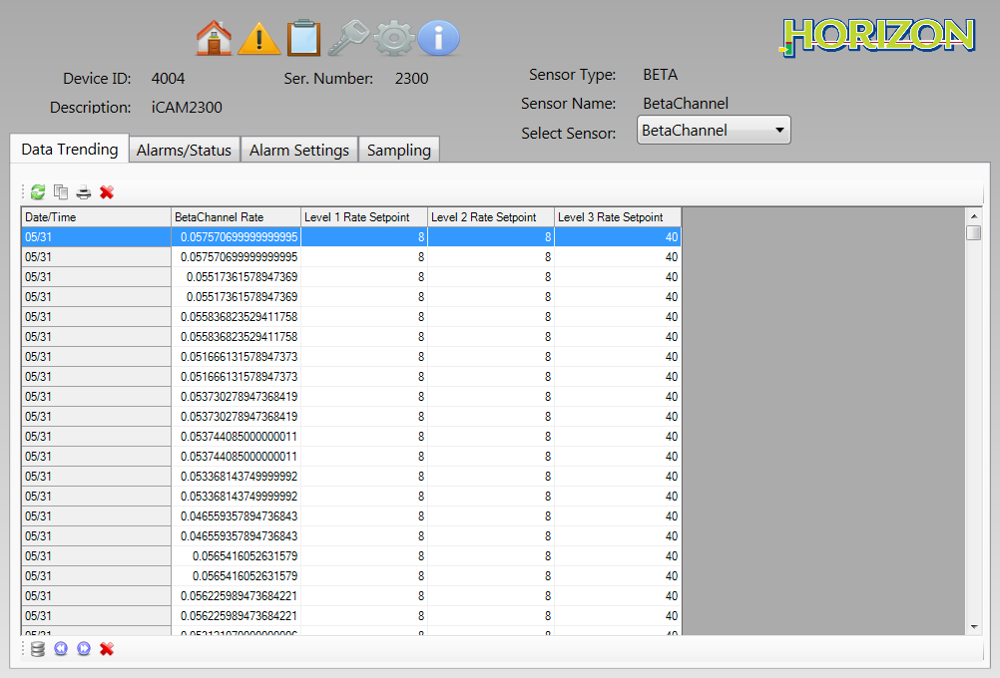 HORIZON
Device ID: 4004 Ser. Number: 2300 Sensor Type: BETA
Description: iCAM2300 Sensor Name: BetaChannel
Select Sensor: BetaChannel
Data Trending Alarms/Status Alarm Settings Sampling
Date/Time BetaChannel Rate Level 1 Rate Setpoint Level 2 Rate Setpoint Level 3 Rate Setpoint
05/31 0.057570699999999995 8 8 40
05/31 0.057570699999999995 8 8 40
05/31 0.05517361578947369 8 8 40
05/31 0.05517361578947369 8 8 40
05/31 0.055836823529411758 8 8 40
05/31 0.055836823529411758 8 8 40
05/31 0.051666131578947373 8 8 40
05/31 0.051666131578947373 8 8 40
05/31 0.053730278947368419 8 8 40
05/31 0.053730278947368419 8 8 40
05/31 0.053744085000000011 8 8 40
05/31 0.053744085000000011 8 8 40
05/31 0.053368143749999992 8 8 40
05/31 0.053368143749999992 8 8 40
05/31 0.046559357894736843 8 8 40
05/31 0.046559357894736843 8 8 40
05/31 0.0565416052631579 8 8 40
05/31 0.0565416052631579 8 8 40
05/31 0.056225989473684221 8 8 40
05/31 0.056225989473684221 8 8 40
05/31 8 8 40